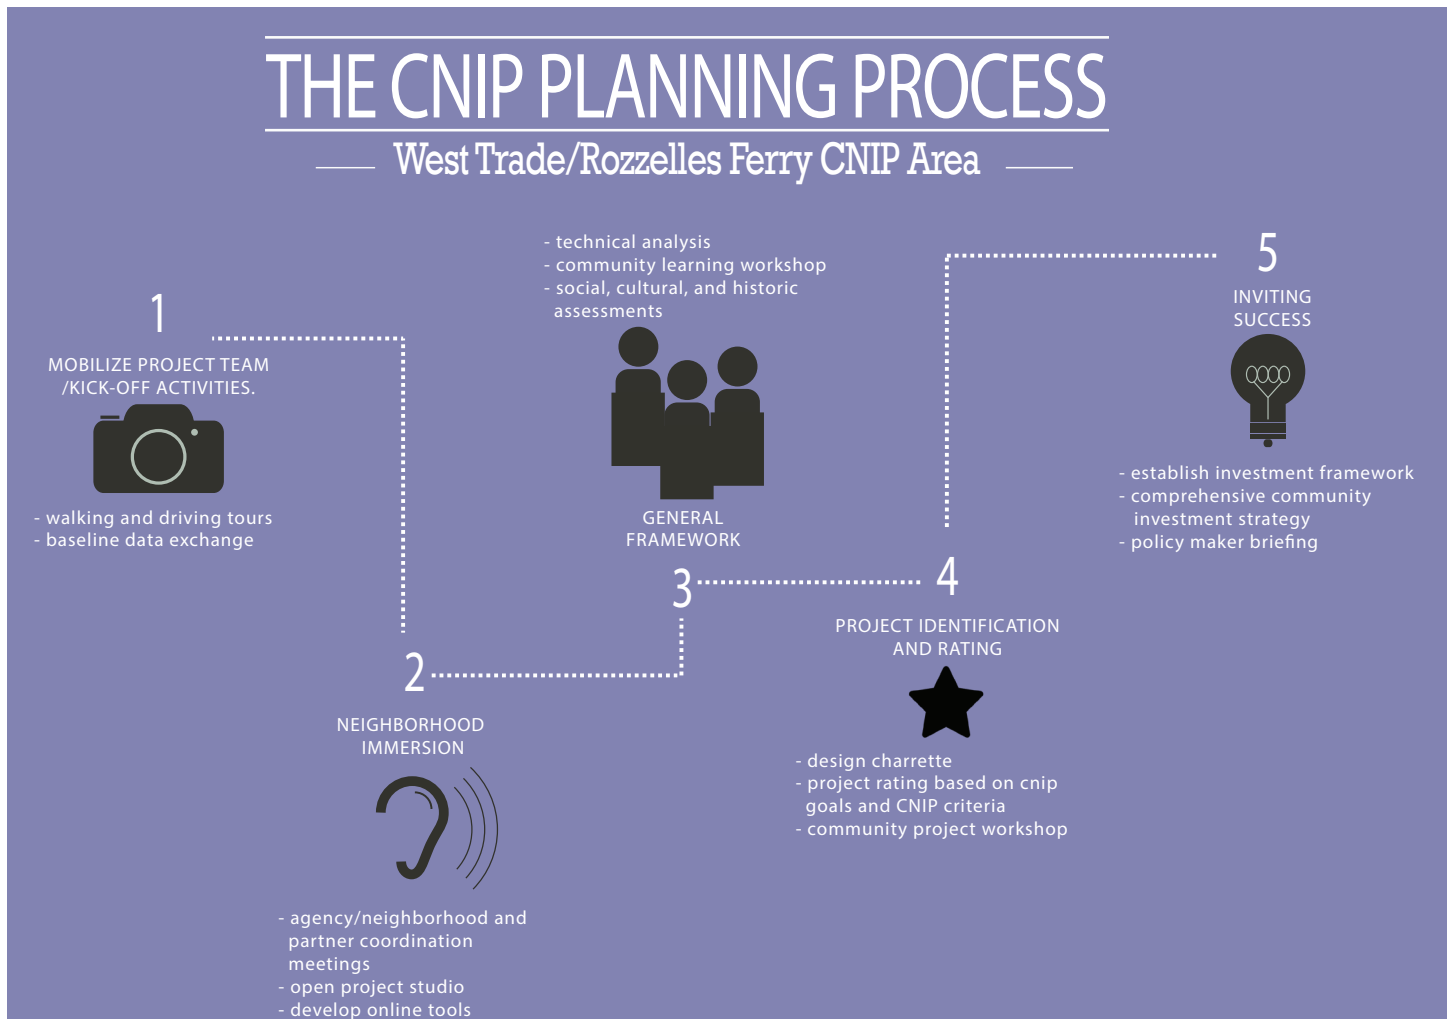 THE CNIP PLANNING PROCESS
West Trade/Rozzelles Ferry CNIP Area
1
MOBILIZE PROJECT TEAM
/KICK-OFF ACTIVITIES.
- walking and driving tours
- baseline data exchange
2
NEIGHBORHOOD
IMMERSION
- agency/neighborhood and
partner coordination
meetings
- open project studio
- develop online tools
- technical analysis
- community learning workshop
- social, cultural, and historic
assessments
GENERAL
FRAMEWORK
3
4
PROJECT IDENTIFICATION
AND RATING
- design charrette
- project rating based on cnip
goals and CNIP criteria
- community project workshop
5
INVITING
SUCCESS
- establish investment framework
- comprehensive community
investment strategy
- policy maker briefing